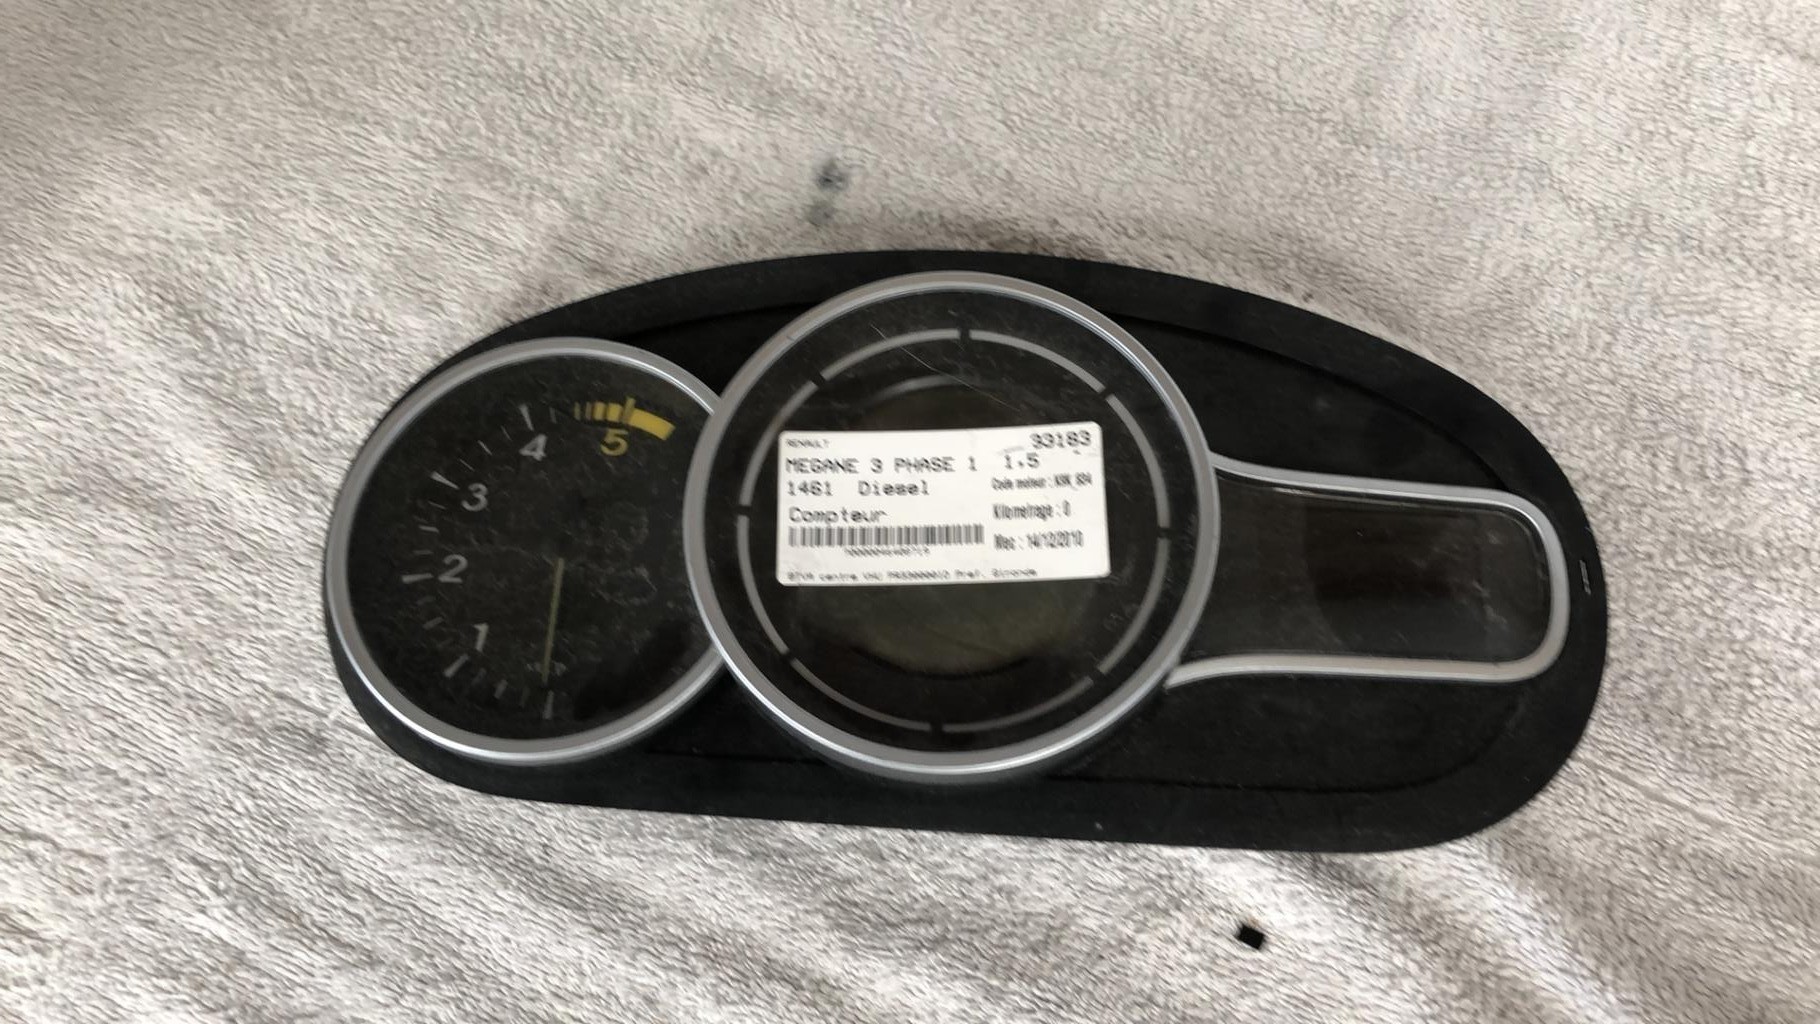 RENAULT
33183
MEGANE 3 PHASE 1 1.5
1461 Diesel
Code moteur : K9K_834
Compteur
Kilometrage : 0
Mec : 14/12/2010
1
2
3
4
5